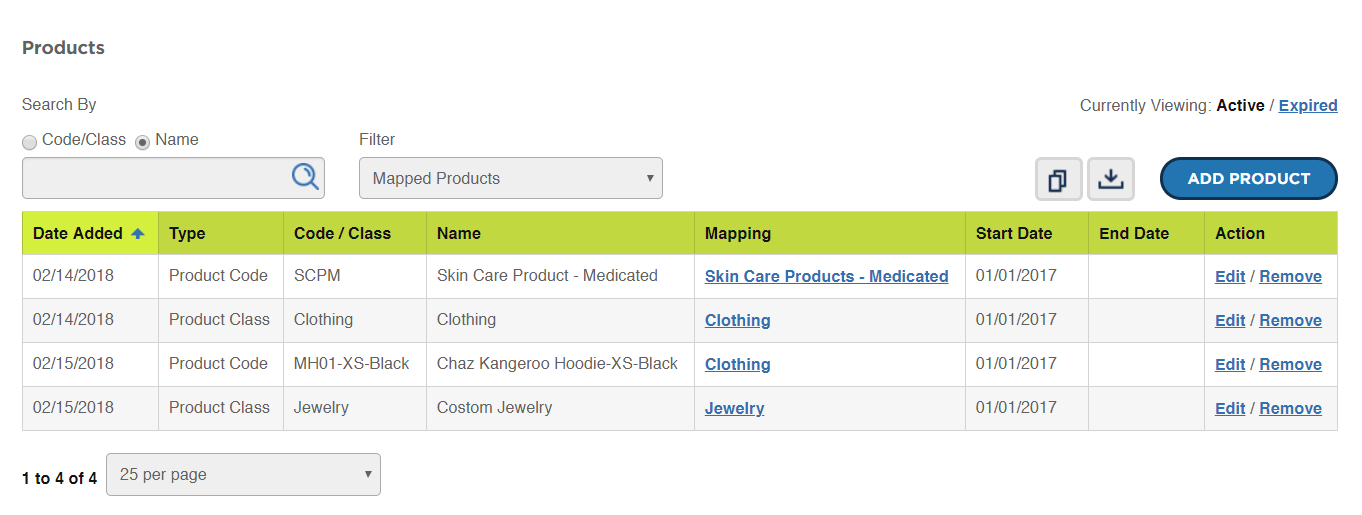 Products
Search By
Currently Viewing: Active / Expired
Code/Class Name
Filter
Mapped Products
ADD PRODUCT
Date Added Type Code / Class Name Mapping Start Date End Date Action
02/14/2018 Product Code SCPM Skin Care Product - Medicated Skin Care Products - Medicated 01/01/2017 Edit / Remove
02/14/2018 Product Class Clothing Clothing Clothing 01/01/2017 Edit / Remove
02/15/2018 Product Code MH01-XS-Black Chaz Kangeroo Hoodie-XS-Black Clothing 01/01/2017 Edit / Remove
02/15/2018 Product Class Jewelry Costom Jewelry Jewelry 01/01/2017 Edit / Remove
1 to 4 of 4 25 per page